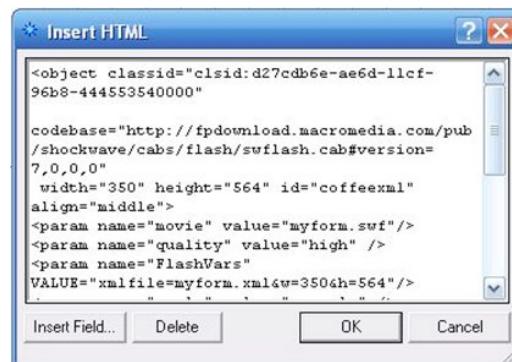 Insert HTML
<object classid="clsid:d27cdb6e-ae6d-11cf-
96b8-444553540000"
codebase="http://fpdownload.macromedia.com/pub
/shockwave/cabs/flash/swflash.cab#version=
7,0,0,0"
width="350" height="564" id="coffeexml"
align="middle">
<param name="movie" value="myform.swf"/>
<param name="quality" value="high" />
<param name="FlashVars"
VALUE="xmlfile=myform.xml&w=350&h=564"/>
Insert Field... Delete OK Cancel